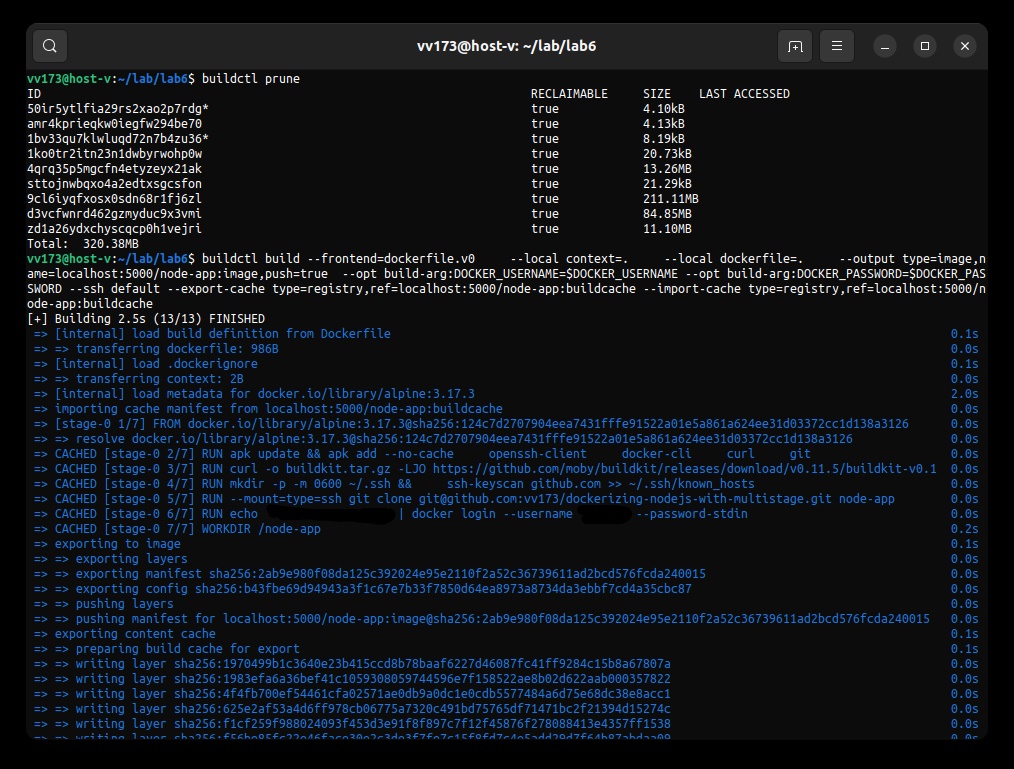 vv173@host-v: ~/lab/lab6
vv173@host-v:~/lab/lab6$ buildctl prune
ID RECLAIMABLE SIZE LAST ACCESSED
50ir5ytlfia29rs2xao2p7rdg* true 4.10kB
amr4kprieqkw0iegfw294be70 true 4.13kB
1bv33qu7klwluqd72n7b4zu36* true 8.19kB
1ko0tr2itn23n1dwbyrwohp0w true 20.73kB
4qrq35p5mgcfn4etyzeyx21ak true 13.26MB
sttojnwbqxo4a2edtxsgcsfon true 21.29kB
9cl6iyqfxosx0sdn68r1fj6zl true 211.11MB
d3vcfwnrd462gzmyduc9x3vmi true 84.85MB
zd1a26ydxchyscqcp0h1vejri true 11.10MB
Total: 320.38MB
vv173@host-v:~/lab/lab6$ buildctl build --frontend=dockerfile.v0 --local context=. --local dockerfile=. --output type=image,n
ame=localhost:5000/node-app:image,push=true --opt build-arg:DOCKER_USERNAME=$DOCKER_USERNAME --opt build-arg:DOCKER_PASSWORD=$DOCKER_PAS
SWORD --ssh default --export-cache type=registry,ref=localhost:5000/node-app:buildcache --import-cache type=registry,ref=localhost:5000/n
ode-app:buildcache
[+] Building 2.5s (13/13) FINISHED
=> [internal] load build definition from Dockerfile 0.1s
=> => transferring dockerfile: 986B 0.0s
=> [internal] load .dockerignore 0.1s
=> => transferring context: 2B 0.0s
=> [internal] load metadata for docker.io/library/alpine:3.17.3 2.0s
=> importing cache manifest from localhost:5000/node-app:buildcache 0.0s
=> [stage-0 1/7] FROM docker.io/library/alpine:3.17.3@sha256:124c7d2707904eea7431fffe91522a01e5a861a624ee31d03372cc1d138a3126 0.0s
=> => resolve docker.io/library/alpine:3.17.3@sha256:124c7d2707904eea7431fffe91522a01e5a861a624ee31d03372cc1d138a3126 0.0s
=> CACHED [stage-0 2/7] RUN apk update && apk add --no-cache openssh-client docker-cli curl git 0.0s
=> CACHED [stage-0 3/7] RUN curl -o buildkit.tar.gz -LJO https://github.com/moby/buildkit/releases/download/v0.11.5/buildkit-v0.1 0.0s
=> CACHED [stage-0 4/7] RUN mkdir -p -m 0600 ~/.ssh && ssh-keyscan github.com >> ~/.ssh/known_hosts 0.0s
=> CACHED [stage-0 5/7] RUN --mount=type=ssh git clone git@github.com:vv173/dockerizing-nodejs-with-multistage.git node-app 0.0s
=> CACHED [stage-0 6/7] RUN echo | docker login --username --password-stdin 0.0s
=> CACHED [stage-0 7/7] WORKDIR /node-app 0.2s
=> exporting to image 0.1s
=> => exporting layers 0.0s
=> => exporting manifest sha256:2ab9e980f08da125c392024e95e2110f2a52c36739611ad2bcd576fcda240015 0.0s
=> => exporting config sha256:b43fbe69d94943a3f1c67e7b33f7850d64ea8973a8734da3ebbf7cd4a35cbc87 0.0s
=> => pushing layers 0.0s
=> => pushing manifest for localhost:5000/node-app:image@sha256:2ab9e980f08da125c392024e95e2110f2a52c36739611ad2bcd576fcda240015 0.0s
=> exporting content cache 0.1s
=> => preparing build cache for export 0.1s
=> => writing layer sha256:1970499b1c3640e23b415ccd8b78baaf6227d46087fc41ff9284c15b8a67807a 0.0s
=> => writing layer sha256:1983efa6a36bef41c1059308059744596e7f158522ae8b02d622aab000357822 0.0s
=> => writing layer sha256:4f4fb700ef54461cfa02571ae0db9a0dc1e0cdb5577484a6d75e68dc38e8acc1 0.0s
=> => writing layer sha256:625e2af53a4d6ff978cb06775a7320c491bd75765df71471bc2f21394d15274c 0.0s
=> => writing layer sha256:f1cf259f988024093f453d3e91f8f897c7f12f45876f278088413e4357ff1538 0.0s
=> => writing layer 0.0s